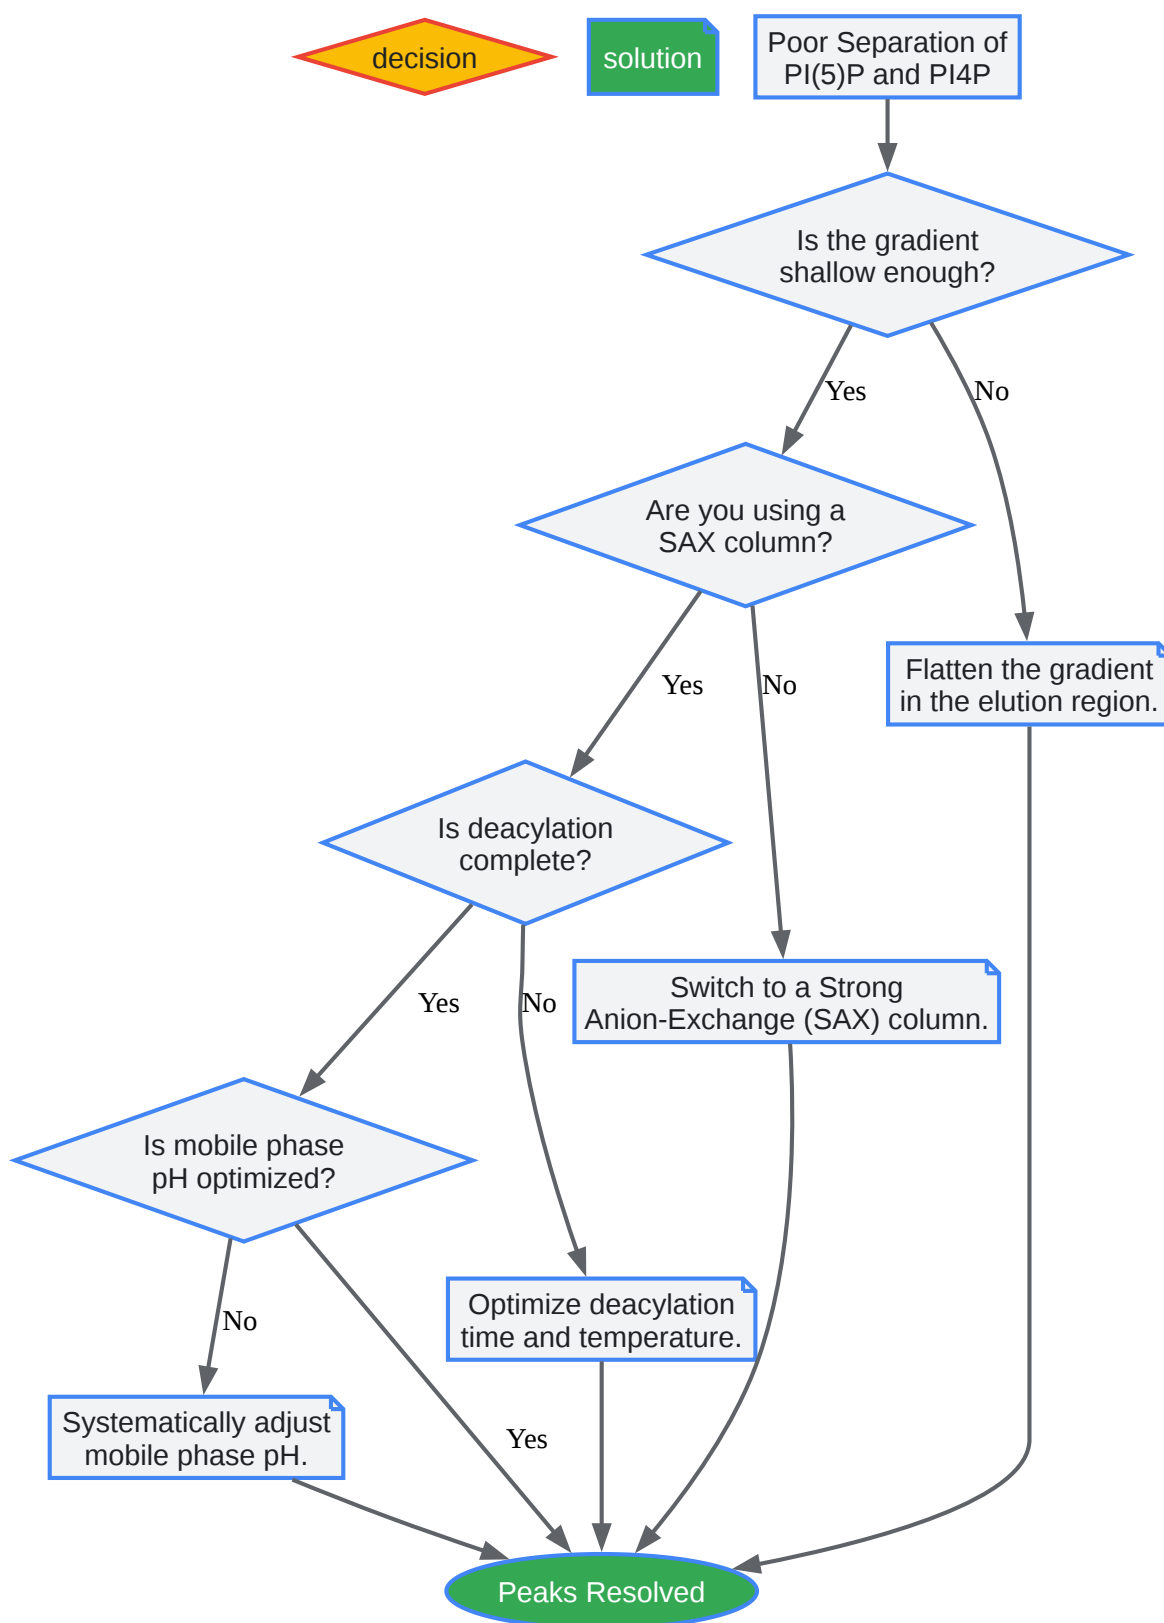 decision
solution
Poor Separation of
PI(5)P and PI4P
Is the gradient
shallow enough?
Yes
No
Are you using a
SAX column?
Yes
No
Flatten the gradient
in the elution region.
Is deacylation
complete?
Yes
No
Switch to a Strong
Anion-Exchange (SAX) column.
Is mobile phase
pH optimized?
No
Yes
Optimize deacylation
time and temperature.
Systematically adjust
mobile phase pH.
Peaks Resolved